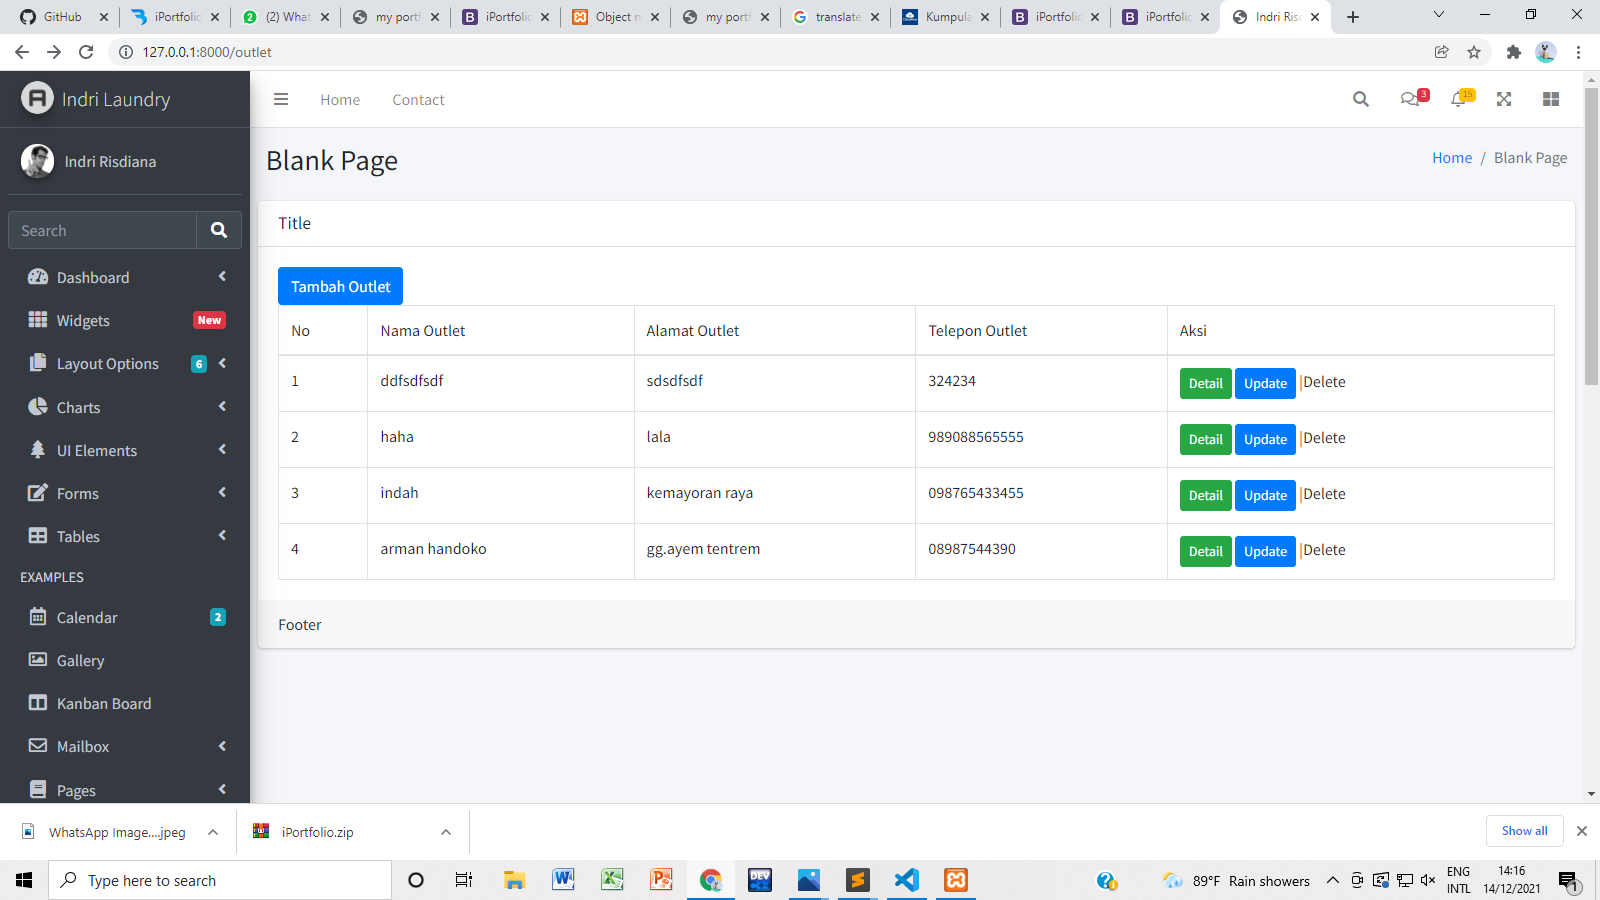 GitHub
iPortfolio
(2) What
my portf
iPortfolio
Object n
my portf
translate
Kumpula
iPortfolio
iPortfolio
Indri Ris
127.0.0.1:8000/outlet
Indri Laundry
Home
Contact
3
15
Indri Risdiana
Blank Page
Home / Blank Page
Search
Title
Dashboard
Tambah Outlet
Widgets New
No Nama Outlet Alamat Outlet Telepon Outlet Aksi
Layout Options 6
1 ddfsdfsdf sdsdfsdf 324234 Detail Update |Delete
Charts
2 haha lala 989088565555 Detail Update |Delete
UI Elements
3 indah kemayoran raya 098765433455 Detail Update |Delete
Forms
Tables
4 arman handoko gg.ayem tentrem 08987544390 Detail Update |Delete
EXAMPLES
Calendar 2
Footer
Gallery
Kanban Board
Mailbox
Pages
WhatsApp Image....jpeg
iPortfolio.zip
Show all
Type here to search
DEV
89°F Rain showers
ENG
INTL
14:16
14/12/2021
1